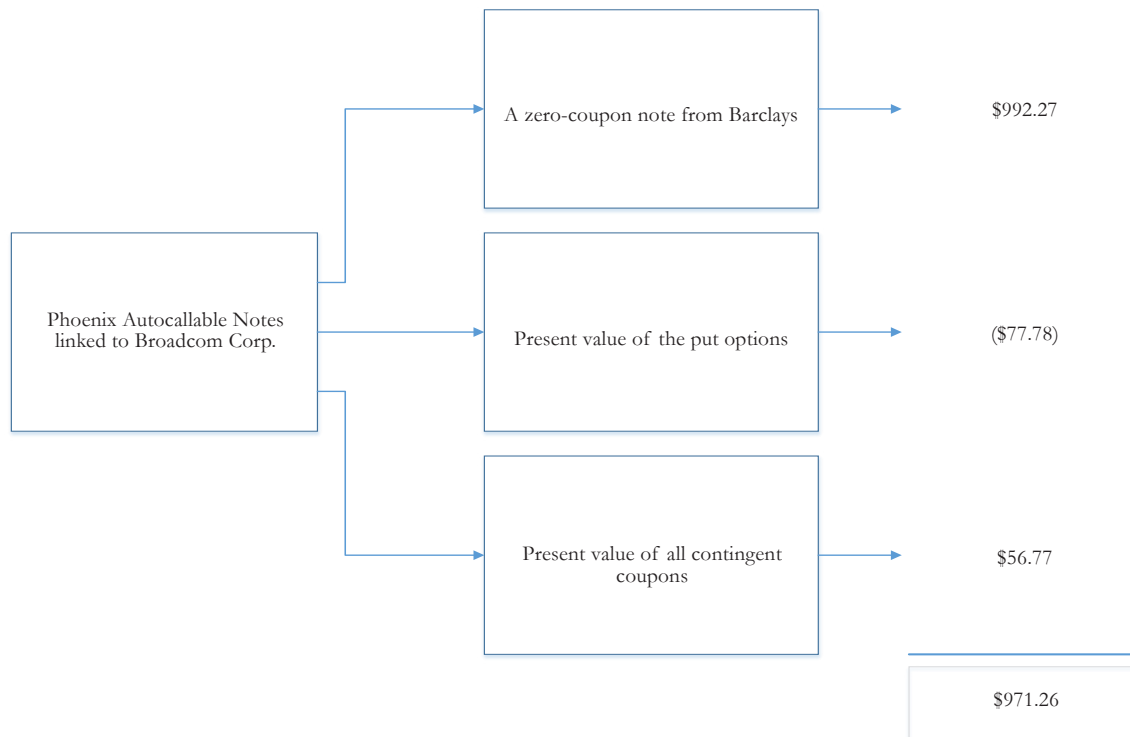 A zero-coupon note from Barclays
$992.27
Phoenix Autocallable Notes
linked to Broadcom Corp.
Present value of the put options
($77.78)
Present value of all contingent
coupons
$56.77
$971.26